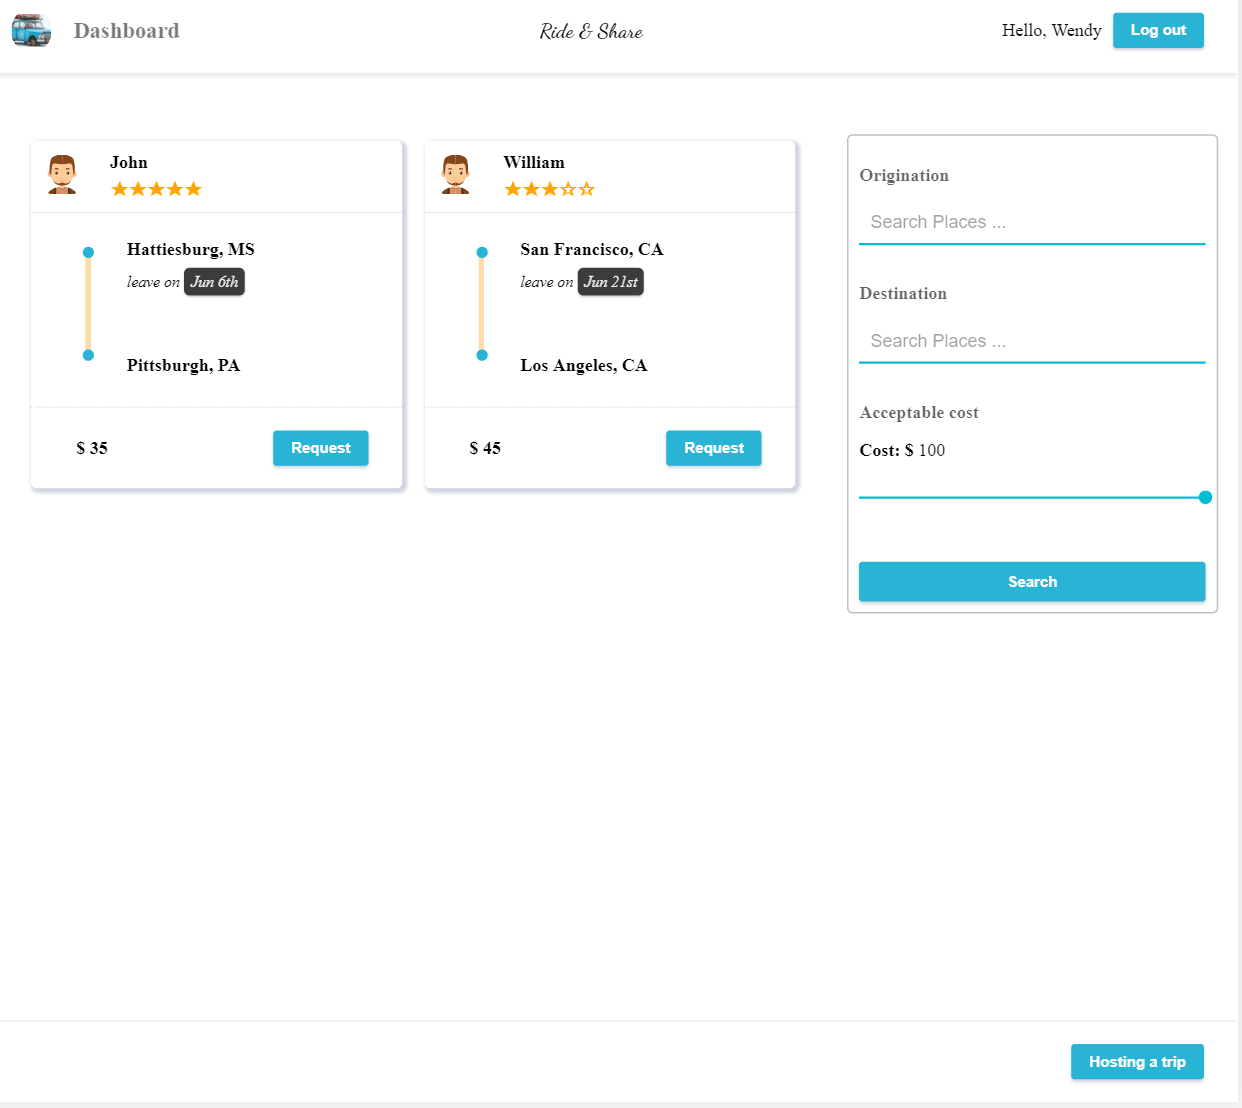 Dashboard
Ride & Share
Hello, Wendy
Log out
John
Hattiesburg, MS
leave on Jun 6th
Pittsburgh, PA
$ 35
Request
William
San Francisco, CA
leave on Jun 21st
Los Angeles, CA
$ 45
Request
Origination
Search Places ...
Destination
Search Places ...
Acceptable cost
Cost: $ 100
Search
Hosting a trip